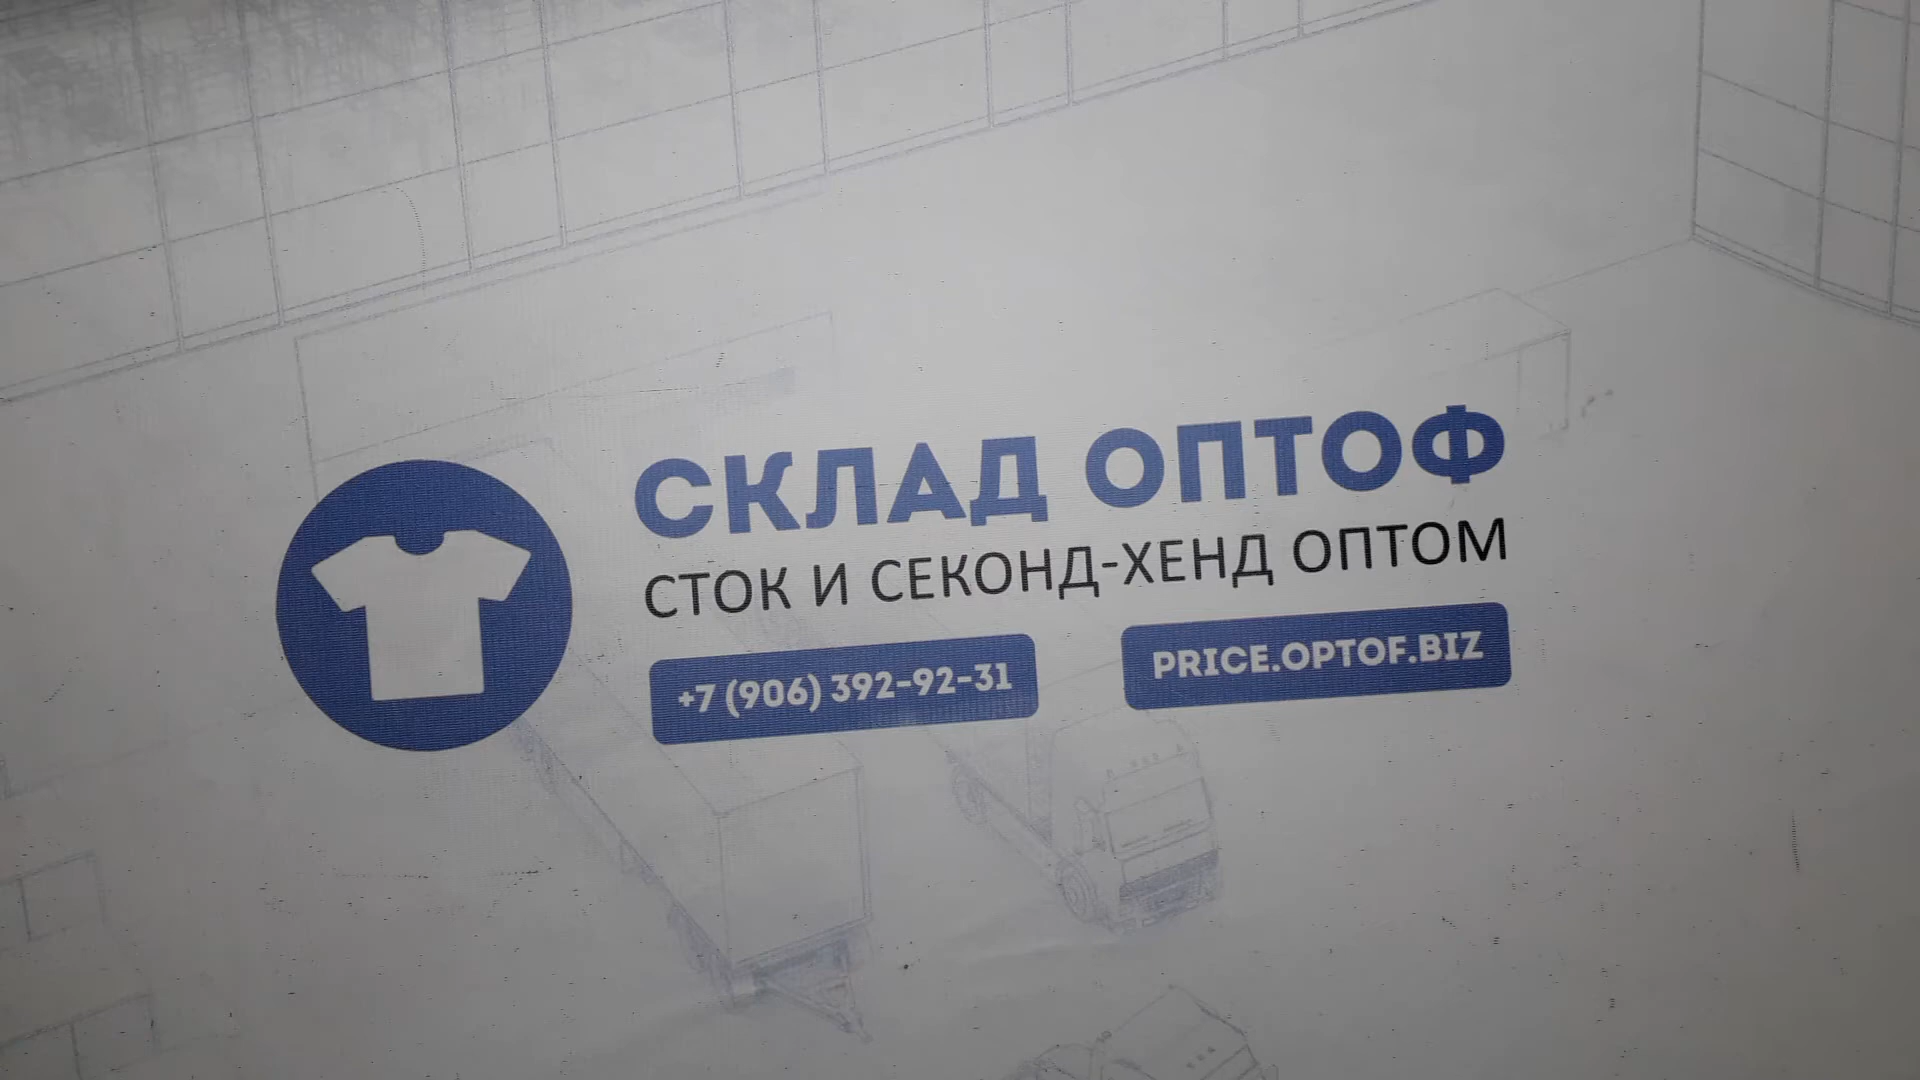 СКЛАД ОПТОФ
СТОК И СЕКОНД-ХЕНД ОПТОМ
+7 (906) 392-92-31
PRICE.OPTOF.BIZ